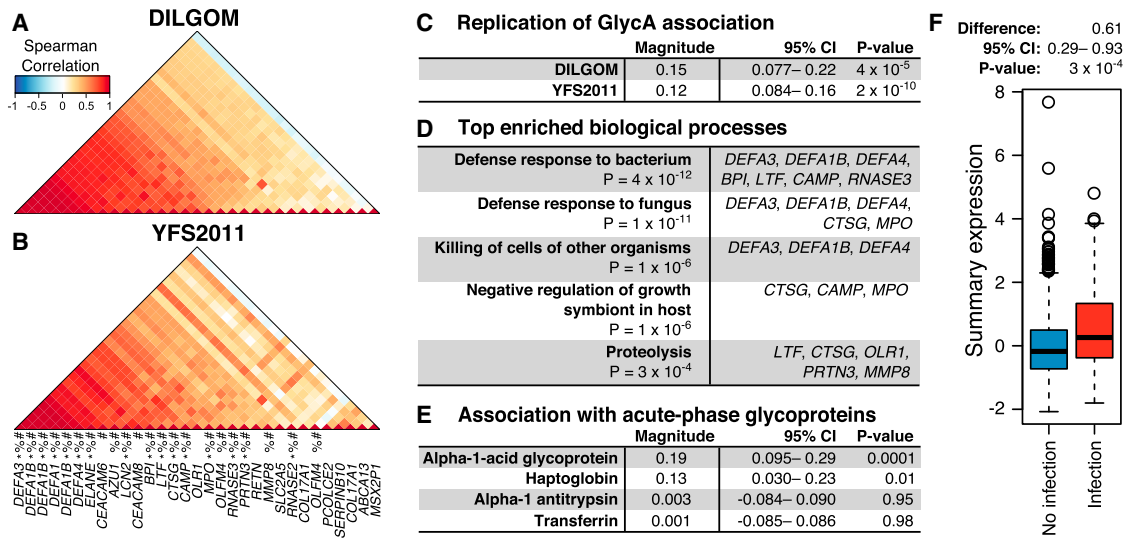 A
DILGOM
Spearman
Correlation
-1 -0.5 0 0.5 1
B
YFS2011
DEFA3 *%#
DEFA1B *%#
DEFA1B *%#
DEFA1 *%#
DEFA1B *%#
DEFA4 *%#
ELANE *%#
CEACAM6 #
AZU1 %#
LCN2 *%#
CEACAM8 #
BPI *%#
LTF *%#
CTSG *%#
CAMP *%#
OLR1
MPO *%#
OLFM4 %#
RNASE3 *%#
PRTN3 *%#
RETN
MMP8 %#
SLC2A5
RNASE2 *%#
COL17A1
OLFM4 %#
PCOLCE2
SERPINB10
COL17A1
ABCA13
MSX2P1
C Replication of GlycA association
Magnitude 95% CI P-value
DILGOM 0.15 0.077– 0.22 4 x 10-5
YFS2011 0.12 0.084– 0.16 2 x 10-10
D Top enriched biological processes
Defense response to bacterium DEFA3, DEFA1B, DEFA4,
P = 4 x 10-12 BPI, LTF, CAMP, RNASE3
Defense response to fungus DEFA3, DEFA1B, DEFA4,
P = 1 x 10-11 CTSG, MPO
Killing of cells of other organisms DEFA3, DEFA1B, DEFA4
P = 1 x 10-6
Negative regulation of growth CTSG, CAMP, MPO
symbiont in host
P = 1 x 10-6
Proteolysis LTF, CTSG, OLR1,
P = 3 x 10-4 PRTN3, MMP8
E Association with acute-phase glycoproteins
Magnitude 95% CI P-value
Alpha-1-acid glycoprotein 0.19 0.095– 0.29 0.0001
Haptoglobin 0.13 0.030– 0.23 0.01
Alpha-1 antitrypsin 0.003 -0.084– 0.090 0.95
Transferrin 0.001 -0.085– 0.086 0.98
F
Difference: 0.61
95% CI: 0.29– 0.93
P-value: 3 x 10-4
Summary expression
8
6
4
2
0
-2
No infection
Infection